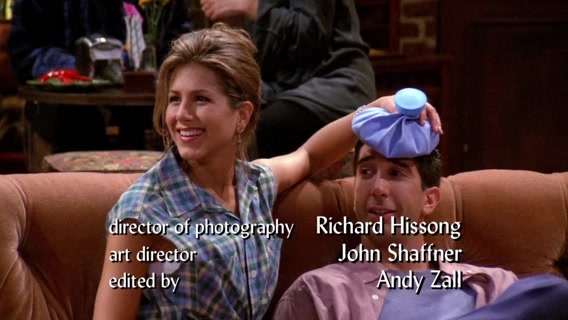 director of photography Richard Hissong
art director John Shaffner
edited by Andy Zall